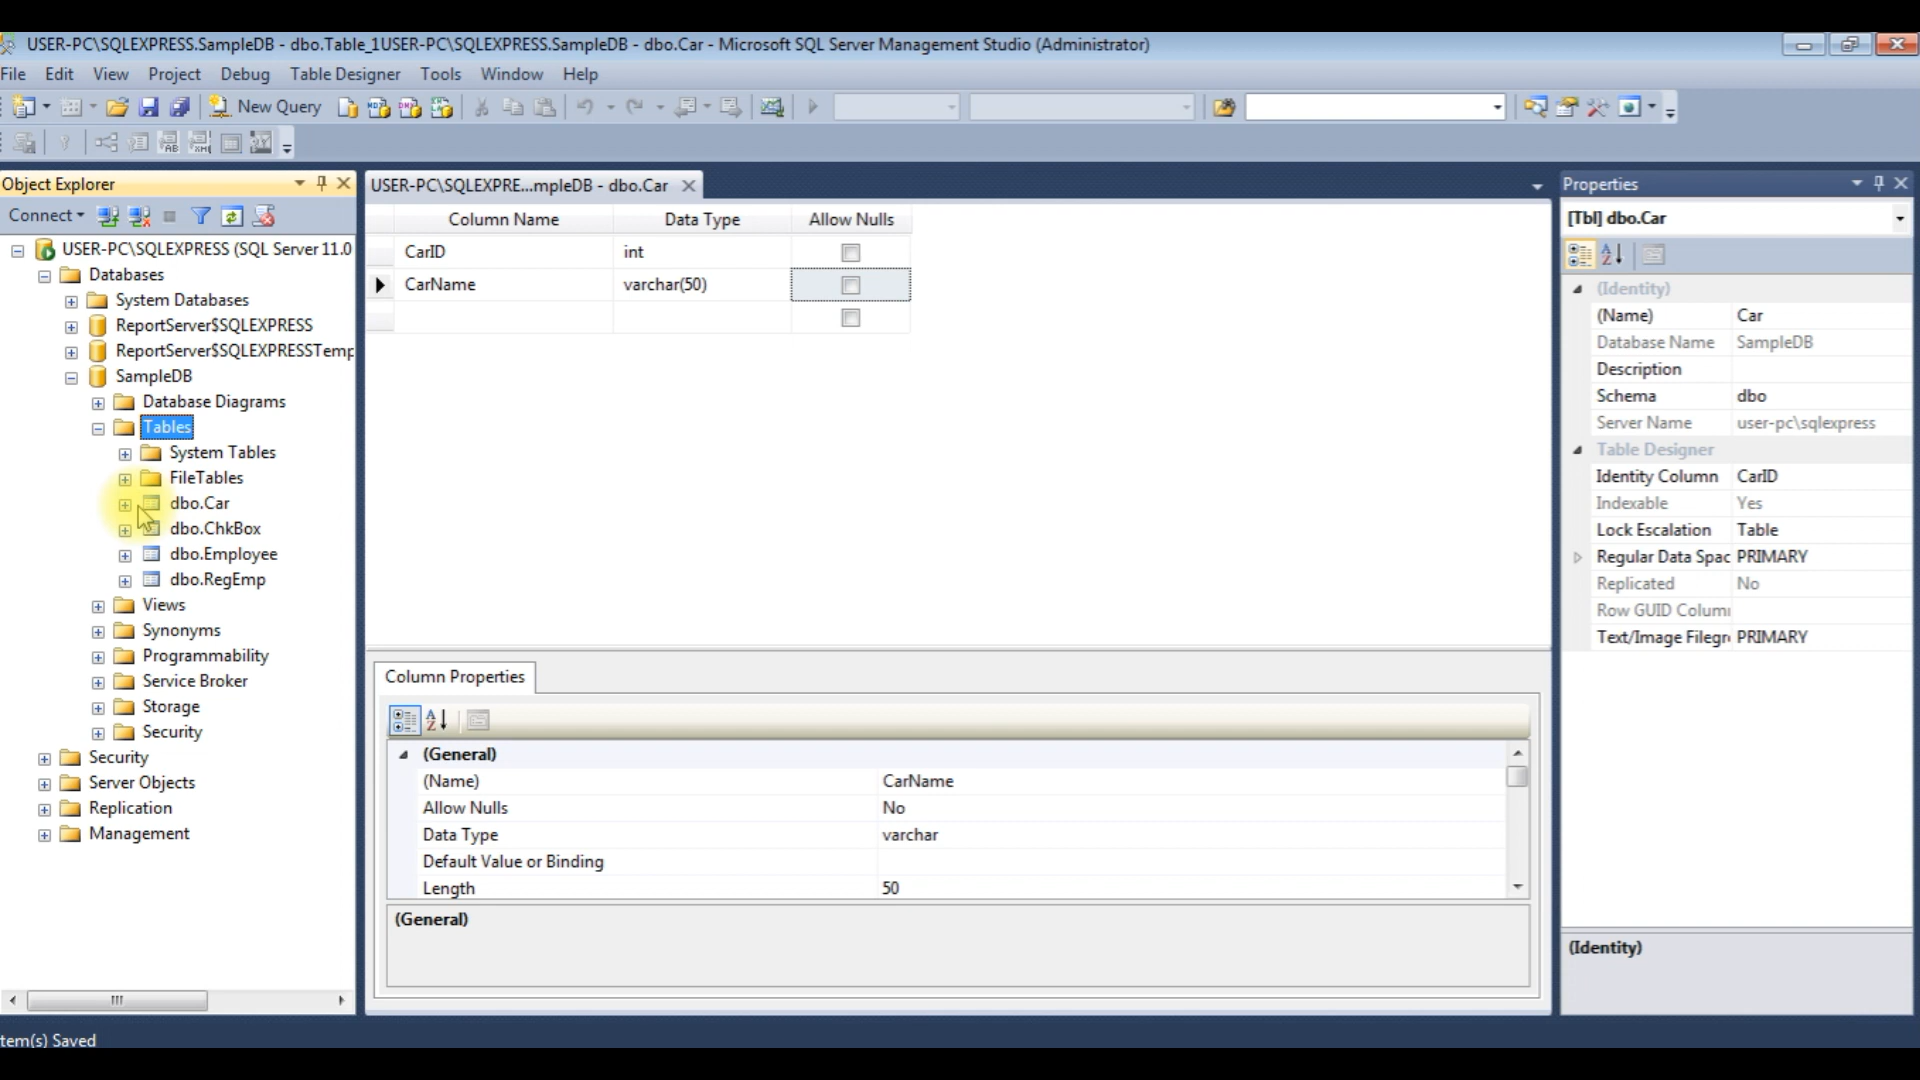 USER-PC\SQLEXPRESS.SampleDB - dbo.Table_1USER-PC\SQLEXPRESS.SampleDB - dbo.Car - Microsoft SQL Server Management Studio (Administrator)
File Edit View Project Debug Table Designer Tools Window Help
New Query
Object Explorer
Connect
USER-PC\SQLEXPRESS (SQL Server 11.0
Databases
System Databases
ReportServer$SQLEXPRESS
ReportServer$SQLEXPRESSTemp
SampleDB
Database Diagrams
Tables
System Tables
FileTables
dbo.Car
dbo.ChkBox
dbo.Employee
dbo.RegEmp
Views
Synonyms
Programmability
Service Broker
Storage
Security
Security
Server Objects
Replication
Management
USER-PC\SQLEXPRE...mpleDB - dbo.Car
Column Name Data Type Allow Nulls
CarID int
CarName varchar(50)
Column Properties
(General)
(Name) CarName
Allow Nulls No
Data Type varchar
Default Value or Binding
Length 50
(General)
Properties
[Tbl] dbo.Car
(Identity)
(Name) Car
Database Name SampleDB
Description
Schema dbo
Server Name user-pc\sqlexpress
Table Designer
Identity Column CarID
Indexable Yes
Lock Escalation Table
Regular Data Spac PRIMARY
Replicated No
Row GUID Colum
Text/Image Filegr PRIMARY
(Identity)
tem(s) Saved